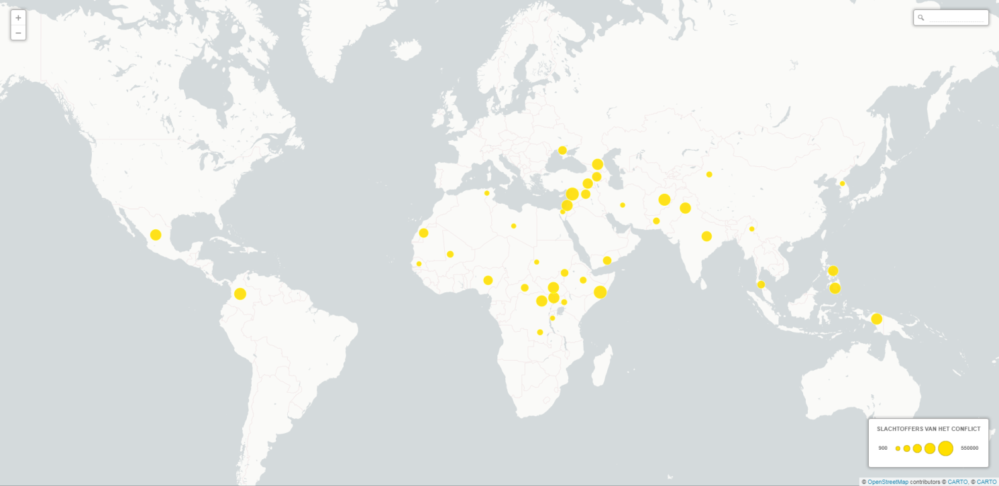 +
−
SLACHTOFFERS VAN HET CONFLICT
900 550000
© OpenStreetMap contributors © CARTO, © CARTO